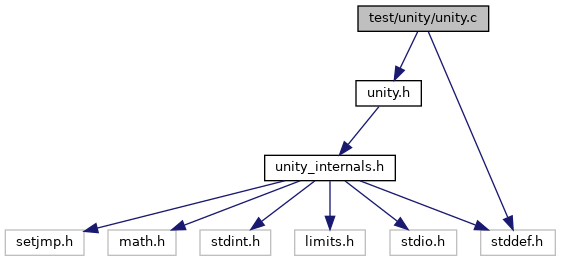 test/unity/unity.c
unity.h
unity_internals.h
setjmp.h
math.h
stdint.h
limits.h
stdio.h
stddef.h